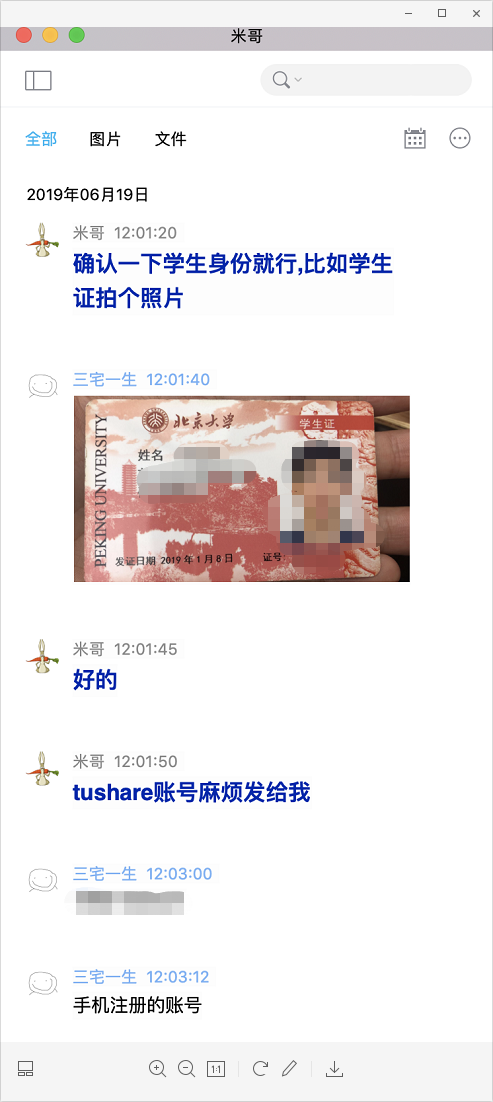 米哥
全部 图片 文件
2019年06月19日
米哥 12:01:20
确认一下学生身份就行,比如学生
证拍个照片
三宅一生 12:01:40
PEKING UNIVERSITY
北京大学
学生证
姓名
发证日期 2019 年 1 月 8 日 证号:
米哥 12:01:45
好的
米哥 12:01:50
tushare账号麻烦发给我
三宅一生 12:03:00
三宅一生 12:03:12
手机注册的账号
1:1